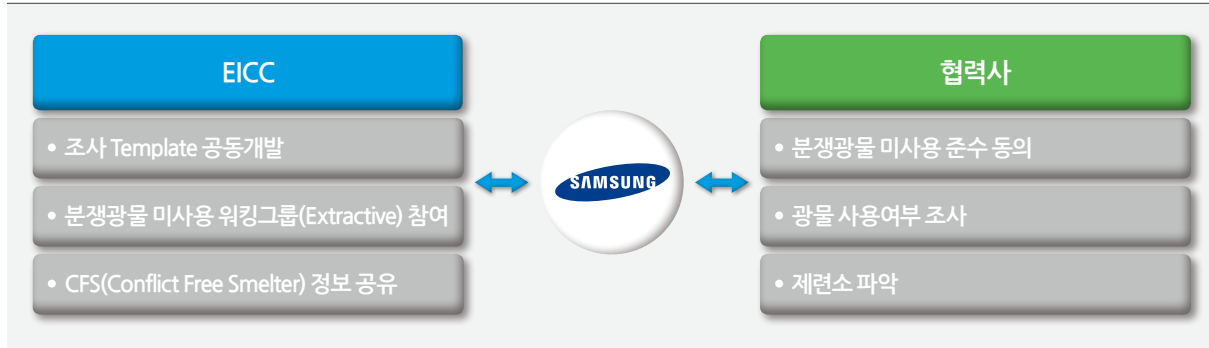 EICC
• 조사 Template 공동개발
• 분쟁광물 미사용 워킹그룹(Extractive) 참여
• CFS(Conflict Free Smelter) 정보 공유
SAMSUNG
협력사
• 분쟁광물 미사용 준수 동의
• 광물 사용여부 조사
• 제련소 파악